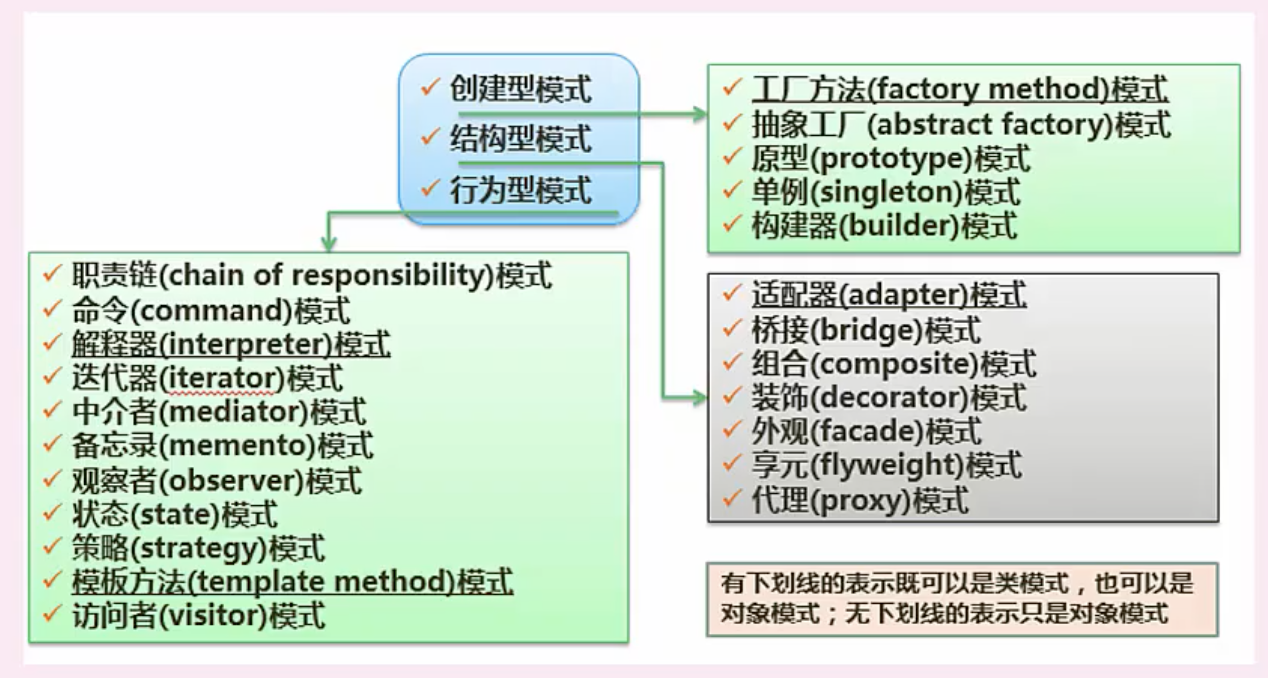 创建型模式
结构型模式
行为型模式
工厂方法(factory method)模式
抽象工厂(abstract factory)模式
原型(prototype)模式
单例(singleton)模式
构建器(builder)模式
职责链(chain of responsibility)模式
命令(command)模式
解释器(interpreter)模式
迭代器(iterator)模式
中介者(mediator)模式
备忘录(memento)模式
观察者(observer)模式
状态(state)模式
策略(strategy)模式
模板方法(template method)模式
访问者(visitor)模式
适配器(adapter)模式
桥接(bridge)模式
组合(composite)模式
装饰(decorator)模式
外观(facade)模式
享元(flyweight)模式
代理(proxy)模式
有下划线的表示既可以是类模式，也可以是
对象模式；无下划线的表示只是对象模式